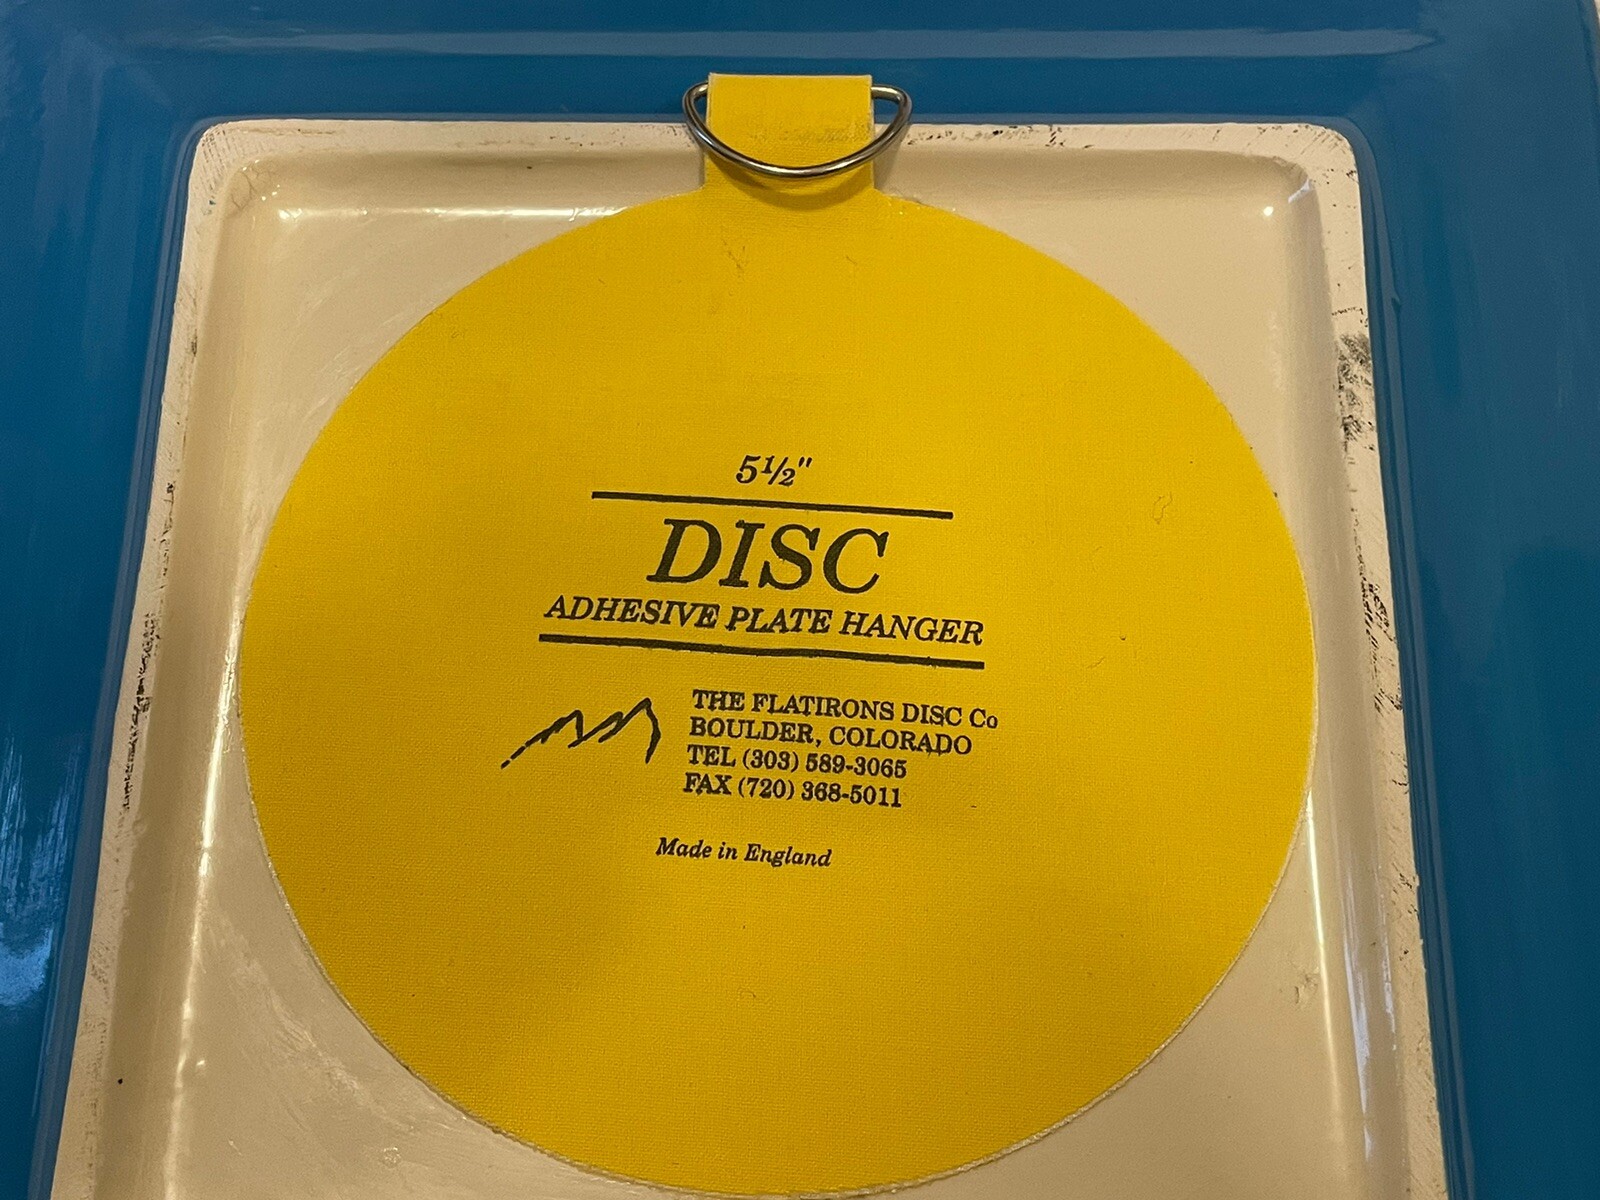 5½"
DISC
ADHESIVE PLATE HANGER
THE FLATIRONS DISC Co
BOULDER, COLORADO
TEL (303) 589-3065
FAX (720) 368-5011
Made in England